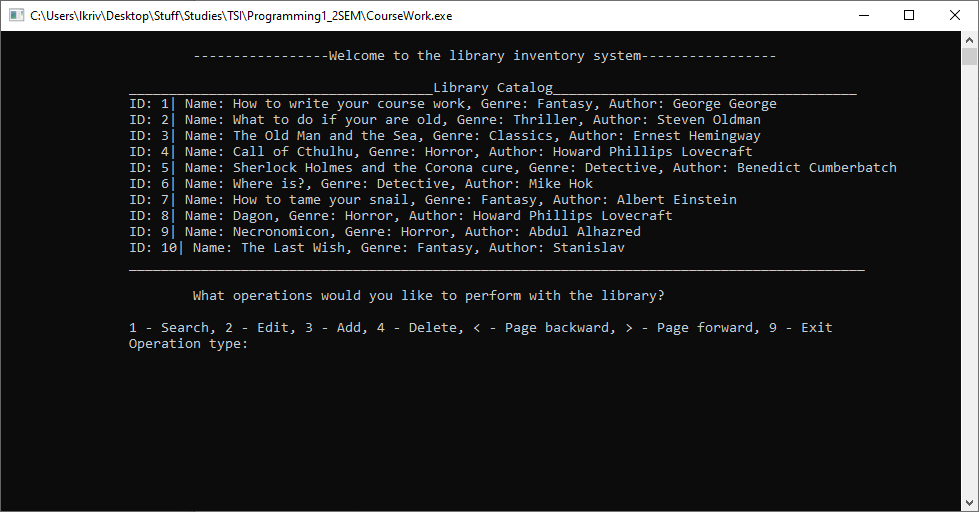 C:\Users\Ikriv\Desktop\Stuff\Studies\TSI\Programming1_2SEM\CourseWork.exe
-----------------Welcome to the library inventory system-----------------
______________________________________Library Catalog______________________________________
ID: 1| Name: How to write your course work, Genre: Fantasy, Author: George George
ID: 2| Name: What to do if your are old, Genre: Thriller, Author: Steven Oldman
ID: 3| Name: The Old Man and the Sea, Genre: Classics, Author: Ernest Hemingway
ID: 4| Name: Call of Cthulhu, Genre: Horror, Author: Howard Phillips Lovecraft
ID: 5| Name: Sherlock Holmes and the Corona cure, Genre: Detective, Author: Benedict Cumberbatch
ID: 6| Name: Where is?, Genre: Detective, Author: Mike Hok
ID: 7| Name: How to tame your snail, Genre: Fantasy, Author: Albert Einstein
ID: 8| Name: Dagon, Genre: Horror, Author: Howard Phillips Lovecraft
ID: 9| Name: Necronomicon, Genre: Horror, Author: Abdul Alhazred
ID: 10| Name: The Last Wish, Genre: Fantasy, Author: Stanislav
____________________________________________________________________________________________
What operations would you like to perform with the library?
1 - Search, 2 - Edit, 3 - Add, 4 - Delete, < - Page backward, > - Page forward, 9 - Exit
Operation type: